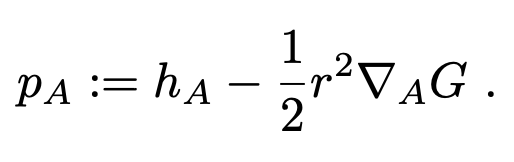 p_A := h_A - \frac{1}{2} r^2 \nabla_A G .